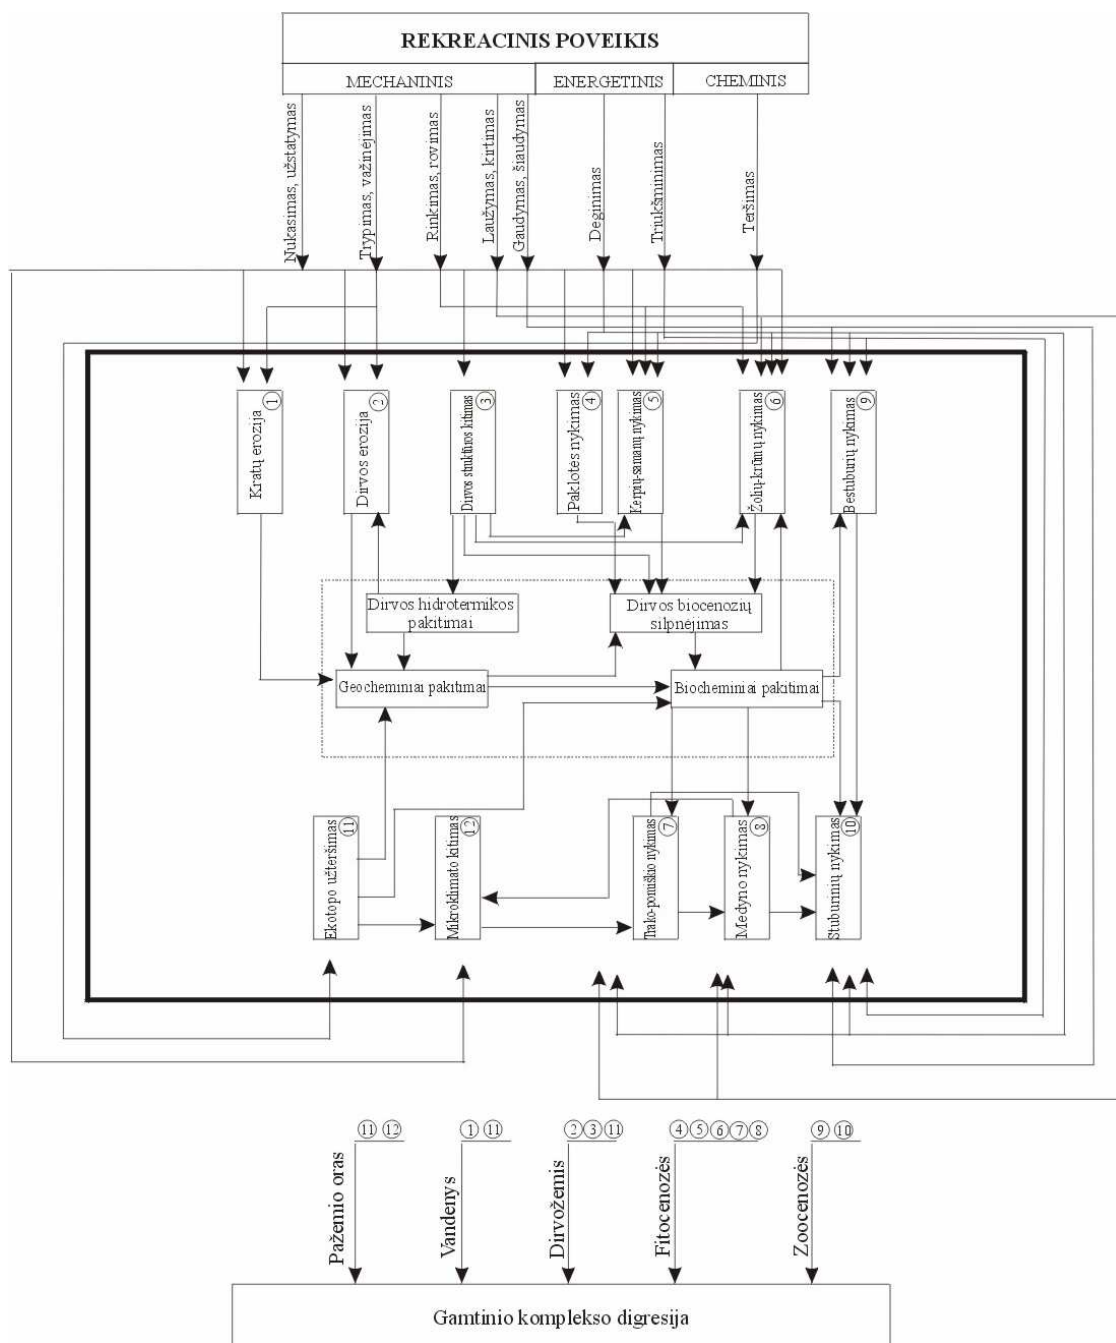 REKREACINIS POVEIKIS
MECHANINIS
ENERGETINIS
CHEMINIS
Nukasimas, užstatymas
Trypimas, važinėjimas
Rinkimas, rovimas
Laužymas, kirtimas
Gaudymas, šiaudymas
Deginimas
Triukšminimas
Teršimas
Kratų erozija
①
Dirvos erozija
②
Dirvos struktūros kitimas
③
Paklotės nykimas
④
Kerpių-samanų nykimas
⑤
Žolių-krūmų nykimas
⑥
Bestuburių nykimas
⑨
Dirvos hidrotermikos
pakitimai
Dirvos biocenozių
silpnėjimas
Geocheminiai pakitimai
Biocheminiai pakitimai
Ekotopo užteršimas
⑪
Mikroklimato kitimas
⑫
Trako-pomiškio nykimas
⑦
Medyno nykimas
⑧
Stuburinių nykimas
⑩
⑪ ⑫
① ⑪
② ③ ⑪
④ ⑤ ⑥ ⑦ ⑧
⑨ ⑩
Pažemio oras
Vandenys
Dirvožemis
Fitocenozės
Zoocenozės
Gamtinio komplekso digresija